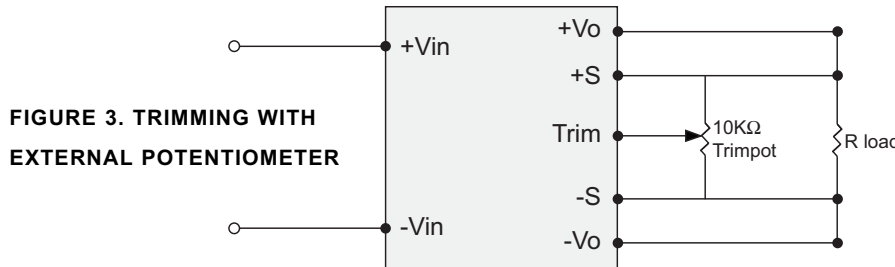 FIGURE 3. TRIMMING WITH
EXTERNAL POTENTIOMETER
+Vin
-Vin
+Vo
+S
Trim
-S
-Vo
10KΩ
Trimpot
R load